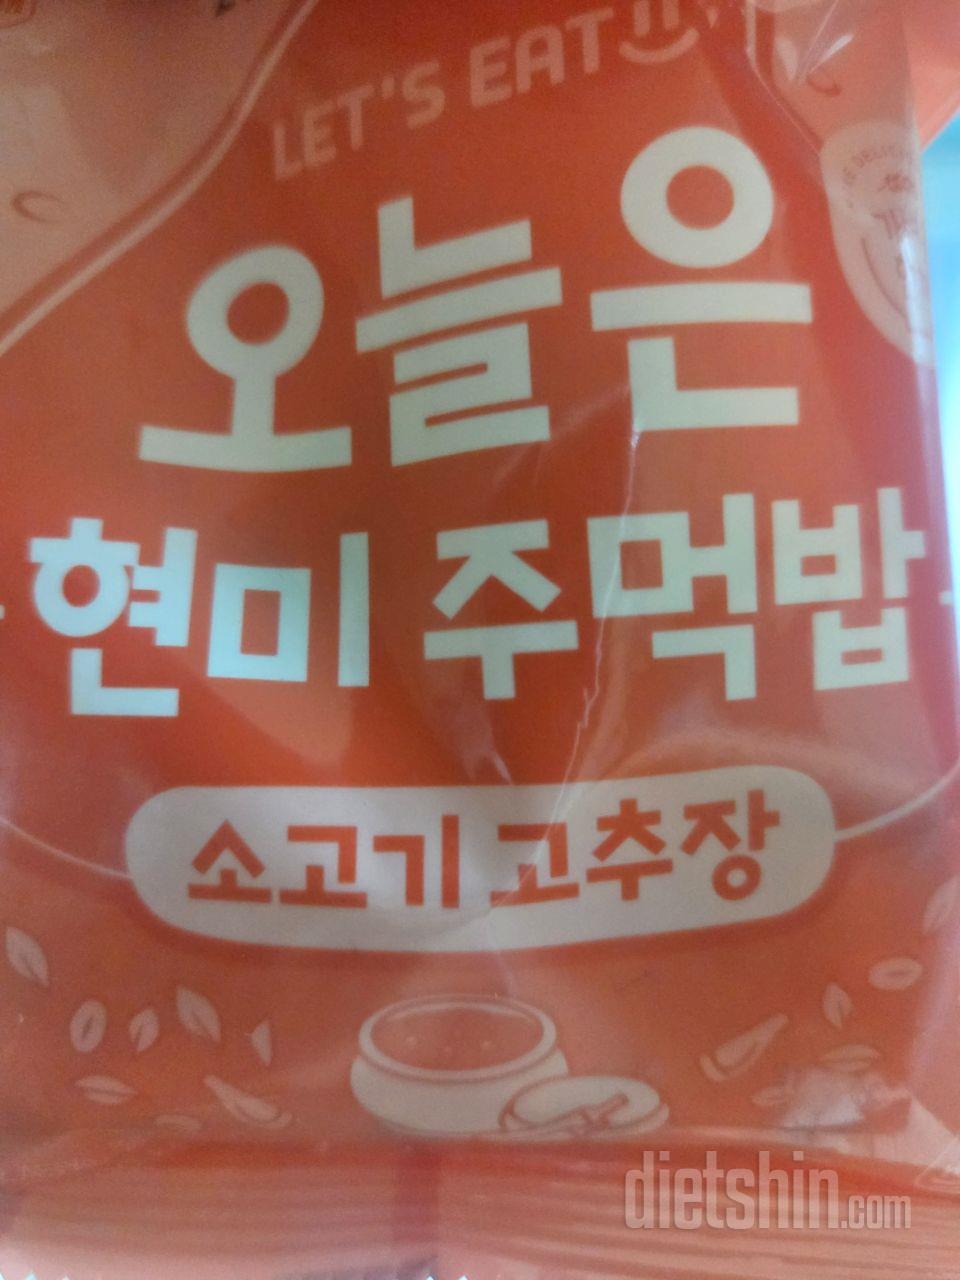 LET'S EAT
오늘은
현미 주먹밥
소고기 고추장
dietshin.com